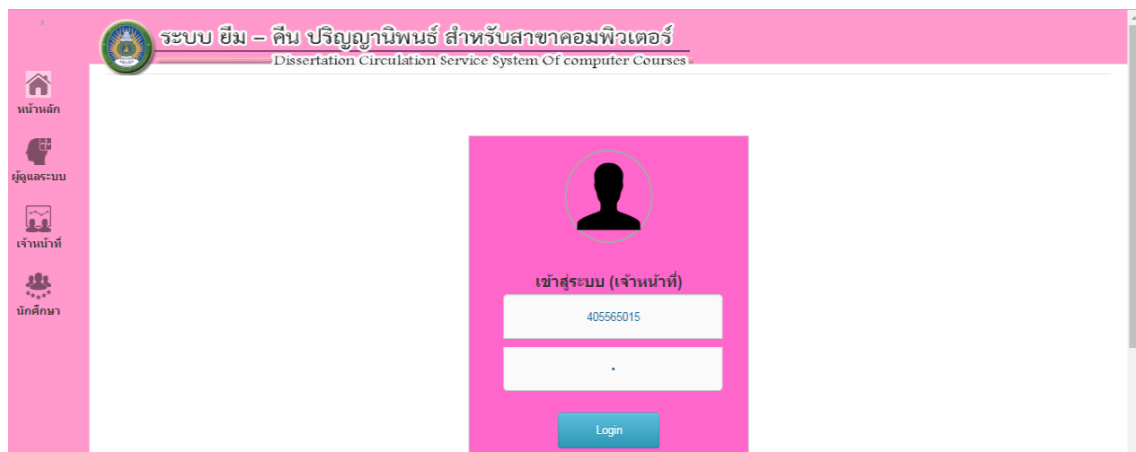 ระบบ ยืม – คืน ปริญญานิพนธ์ สำหรับสาขาคอมพิวเตอร์
Dissertation Circulation Service System Of computer Courses
หน้าหลัก
ผู้ดูแลระบบ
เจ้าหน้าที่
นักศึกษา
เข้าสู่ระบบ (เจ้าหน้าที่)
405565015
Login